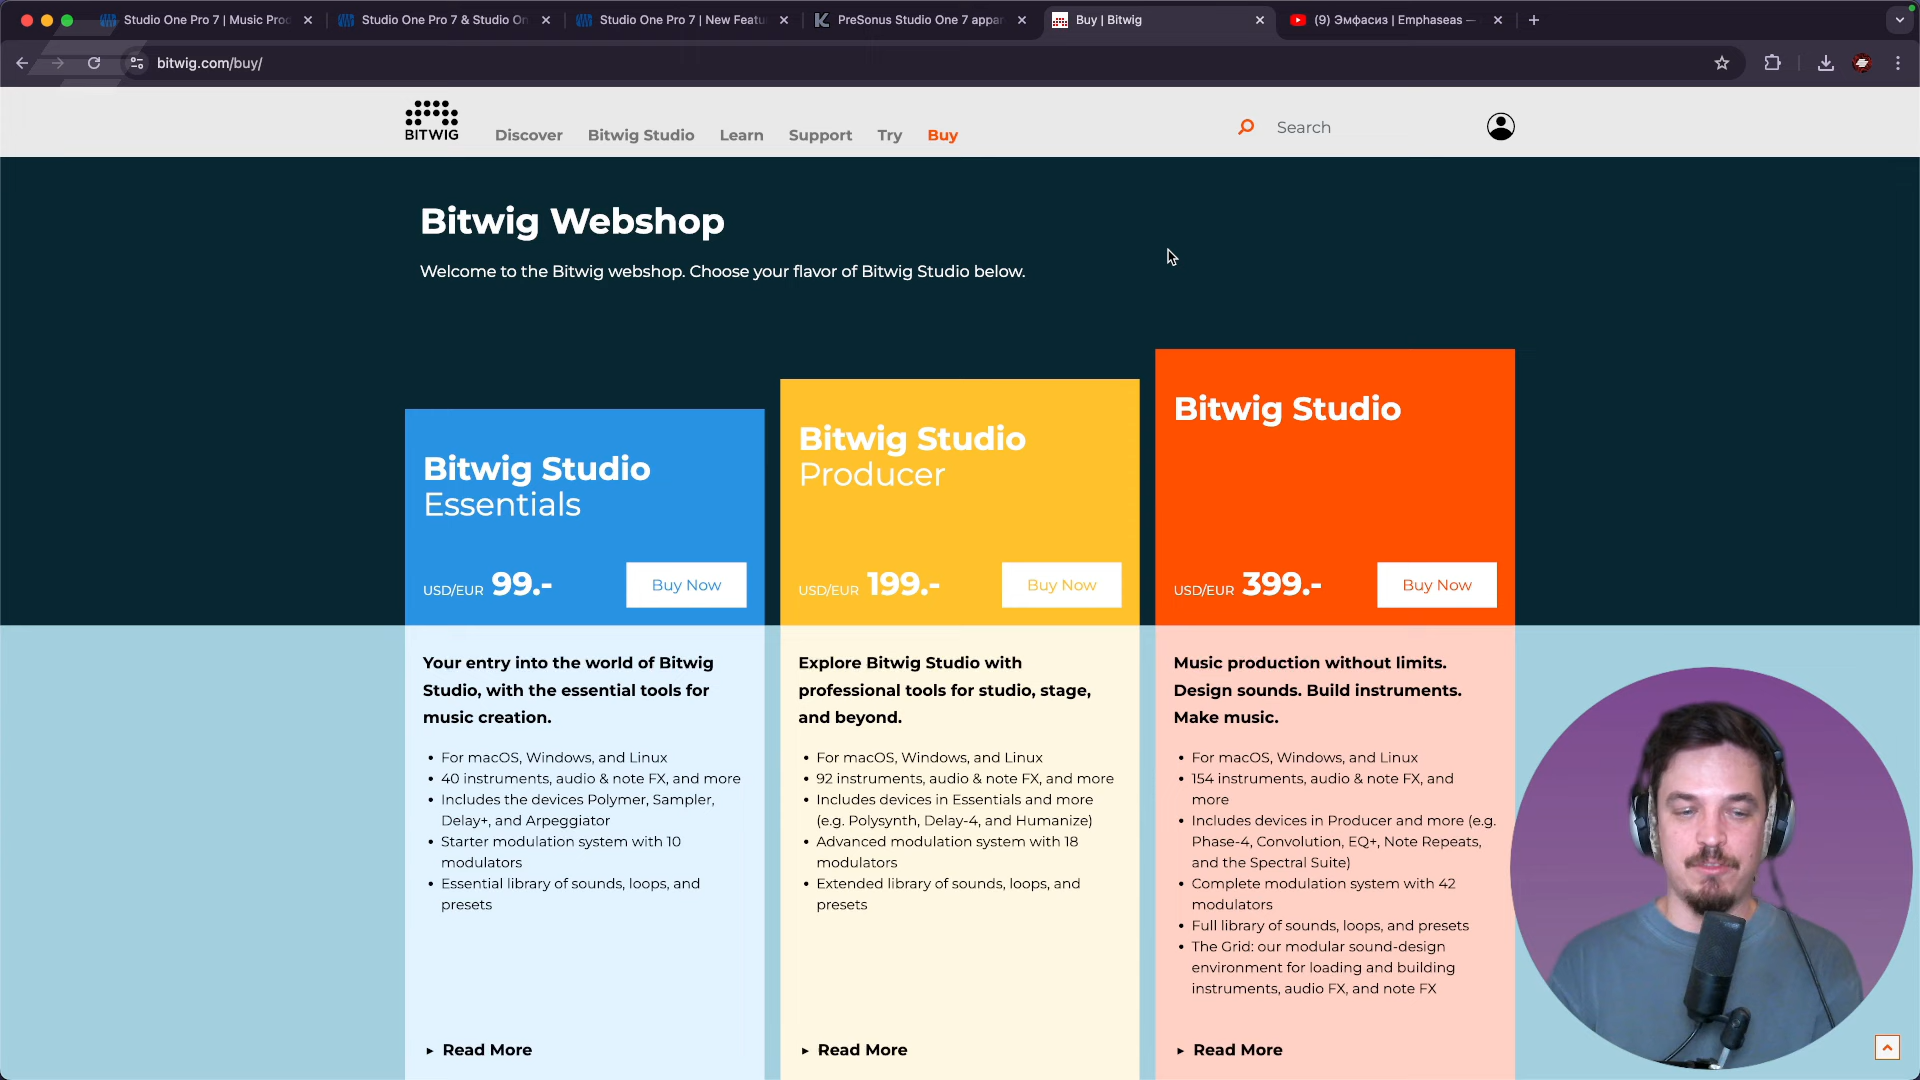 Studio One Pro 7 | Music Proc
Studio One Pro 7 & Studio On
Studio One Pro 7 | New Featu
PreSonus Studio One 7 appar
Buy | Bitwig
(9) Эмфасиз | Emphaseas —
bitwig.com/buy/
BITWIG
Discover
Bitwig Studio
Learn
Support
Try
Buy
Search
Bitwig Webshop
Welcome to the Bitwig webshop. Choose your flavor of Bitwig Studio below.
Bitwig Studio
Essentials
USD/EUR 99.-
Buy Now
Your entry into the world of Bitwig
Studio, with the essential tools for
music creation.
• For macOS, Windows, and Linux
• 40 instruments, audio & note FX, and more
• Includes the devices Polymer, Sampler,
Delay+, and Arpeggiator
• Starter modulation system with 10
modulators
• Essential library of sounds, loops, and
presets
Read More
Bitwig Studio
Producer
USD/EUR 199.-
Buy Now
Explore Bitwig Studio with
professional tools for studio, stage,
and beyond.
• For macOS, Windows, and Linux
• 92 instruments, audio & note FX, and more
• Includes devices in Essentials and more
(e.g. Polysynth, Delay-4, and Humanize)
• Advanced modulation system with 18
modulators
• Extended library of sounds, loops, and
presets
Read More
Bitwig Studio
USD/EUR 399.-
Buy Now
Music production without limits.
Design sounds. Build instruments.
Make music.
• For macOS, Windows, and Linux
• 154 instruments, audio & note FX, and
more
• Includes devices in Producer and more (e.g.
Phase-4, Convolution, EQ+, Note Repeats,
and the Spectral Suite)
• Complete modulation system with 42
modulators
• Full library of sounds, loops, and presets
• The Grid: our modular sound-design
environment for loading and building
instruments, audio FX, and note FX
Read More